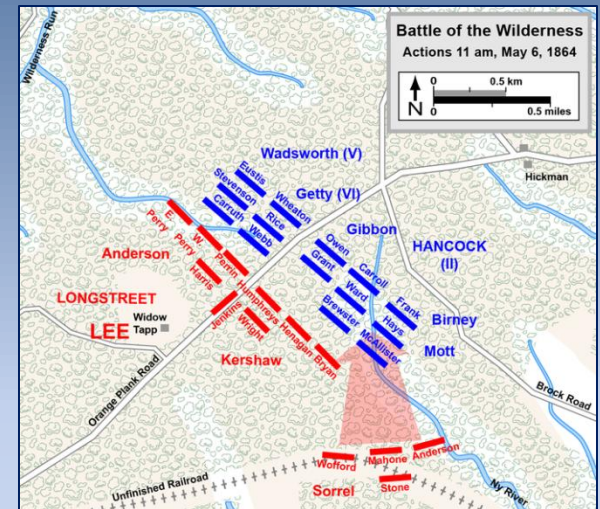 Battle of the Wilderness
Actions 11 am, May 6, 1864
0 0.5 km
N
0 0.5 miles
Wilderness Run
Wadsworth (V)
Eustis
Stevenson
Wheaton
Getty (VI)
Carruth
Rice
Webb
Hickman
Gibbon
HANCOCK
(II)
Owen
Grant
Carroll
Ward
Frank
Brewster
Hays
Birney
McAllister
Mott
E.
Perry
W.
Perry
Perrin
Anderson
Harris
Humphreys
LONGSTREET
LEE
Widow
Tapp
Jenkins
Wright
Henagan
Bryan
Kershaw
Orange Plank Road
Brock Road
Wofford
Mahone
Anderson
Unfinished Railroad
Sorrel
Stone
Ny River